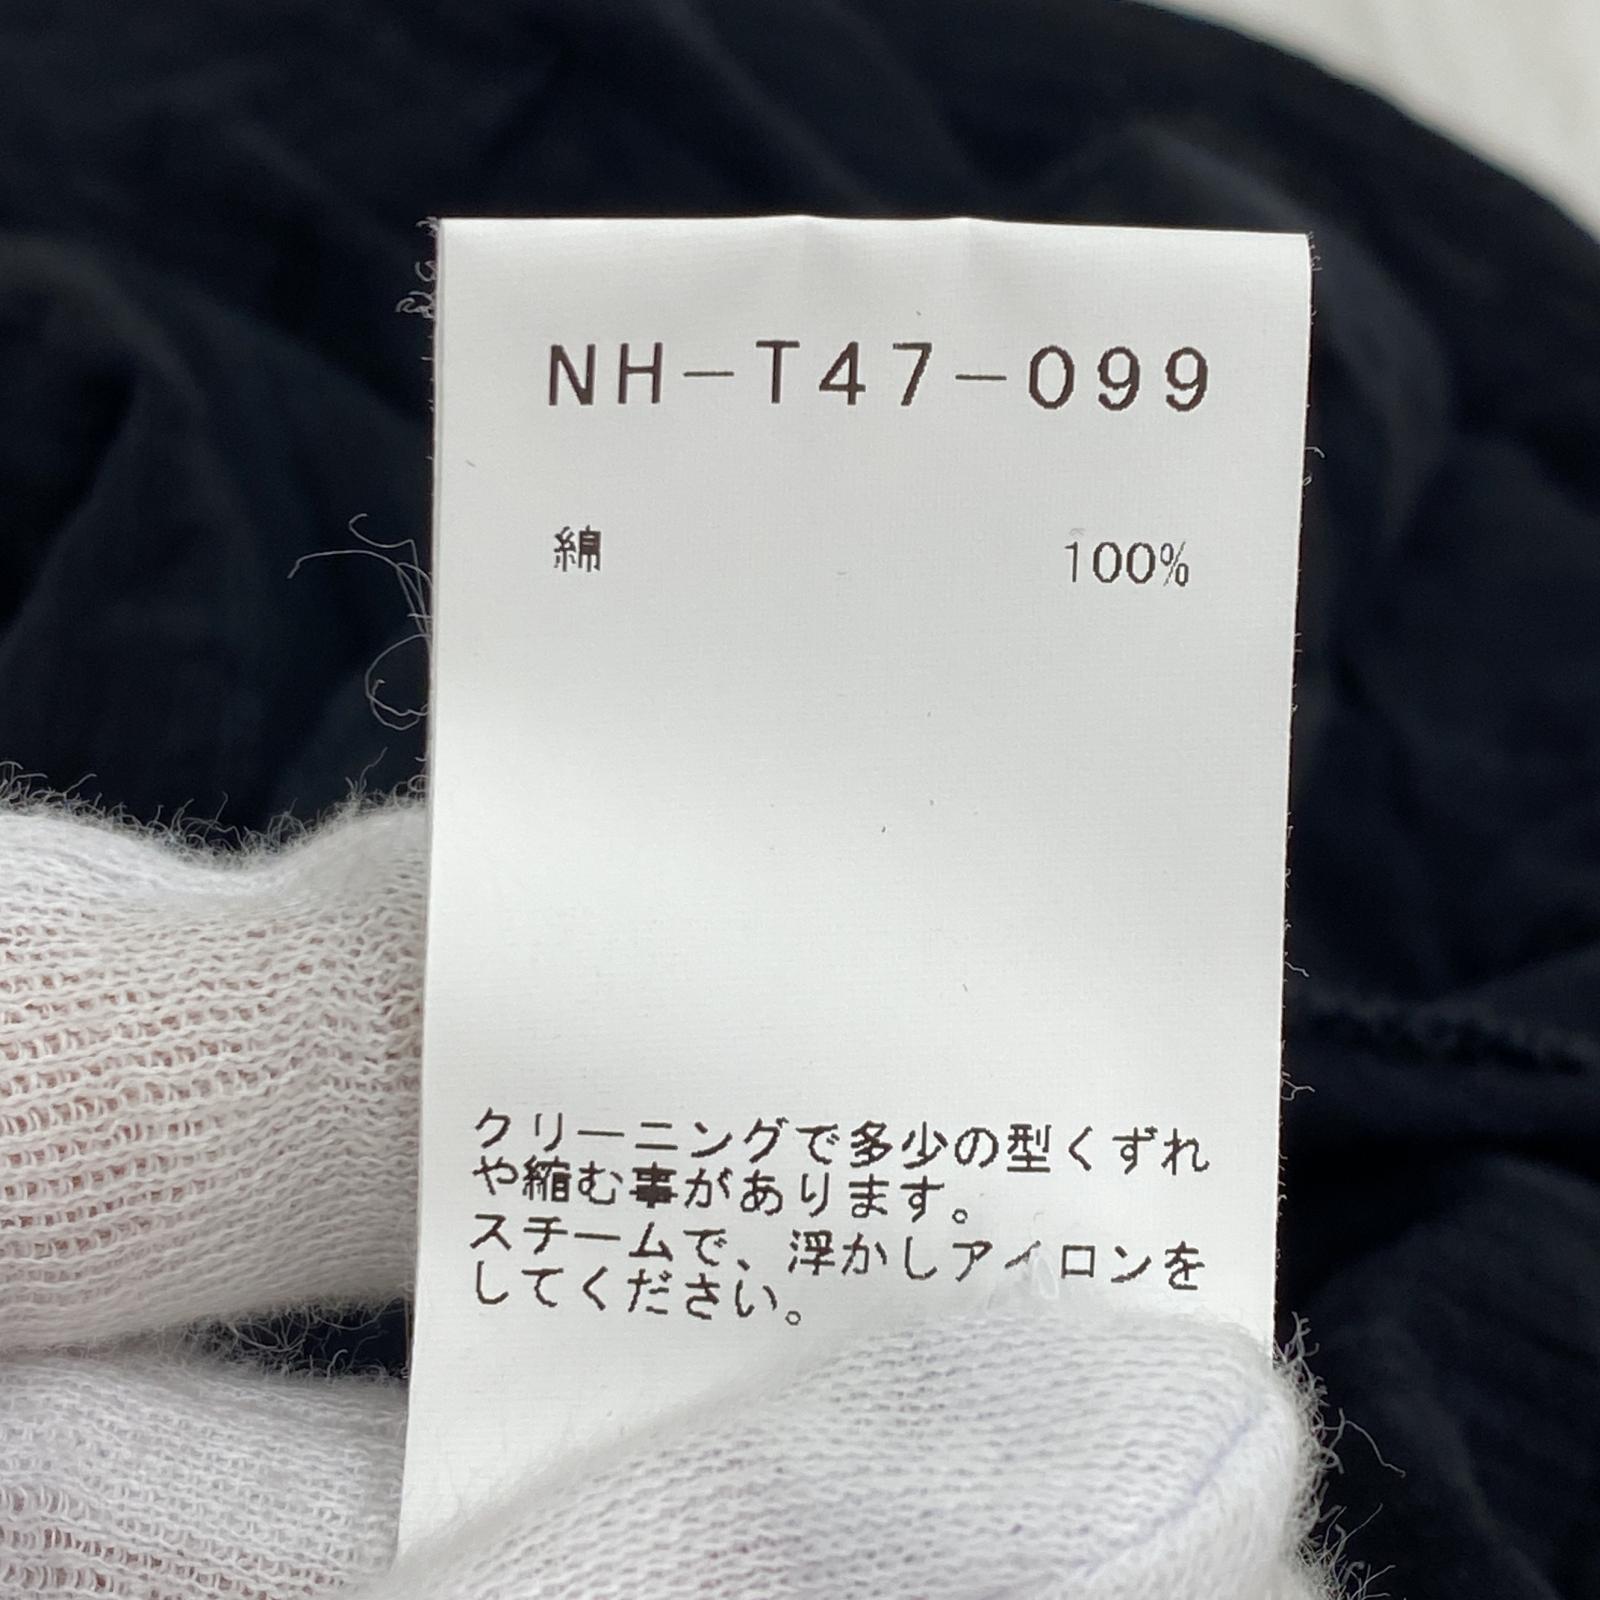 NH-T47-099
綿 100%
クリーニングで多少の型くずれ
や縮む事があります。
スチームで、浮かしアイロンを
してください。